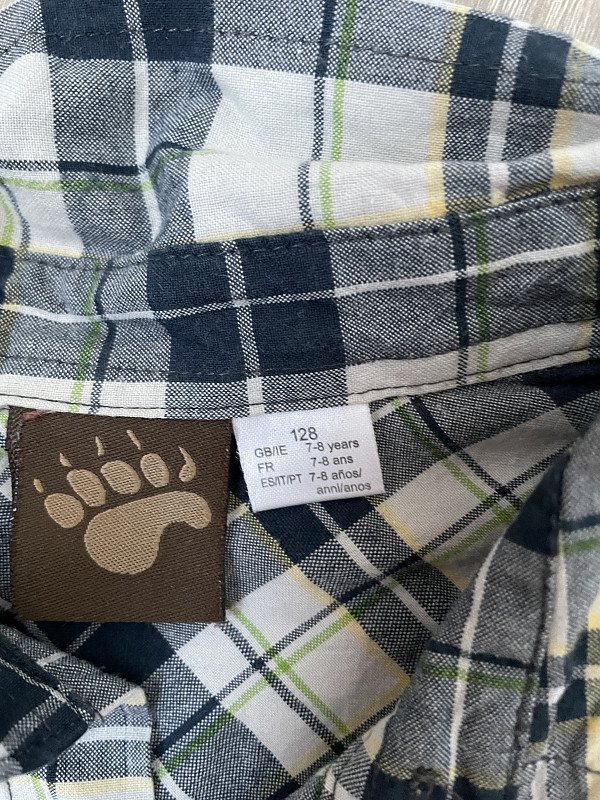 128
GB/IE 7-8 years
FR 7-8 ans
ES/IT/PT 7-8 años/
anni/anos